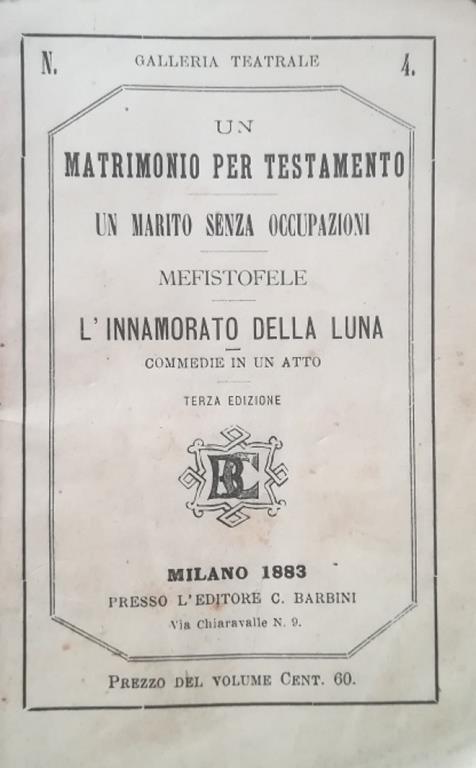 N. GALLERIA TEATRALE 4.
UN
MATRIMONIO PER TESTAMENTO
UN MARITO SENZA OCCUPAZIONI
MEFISTOFELE
L'INNAMORATO DELLA LUNA
COMMEDIE IN UN ATTO
TERZA EDIZIONE
BC
MILANO 1883
PRESSO L'EDITORE C. BARBINI
Via Chiaravalle N. 9.
PREZZO DEL VOLUME CENT. 60.